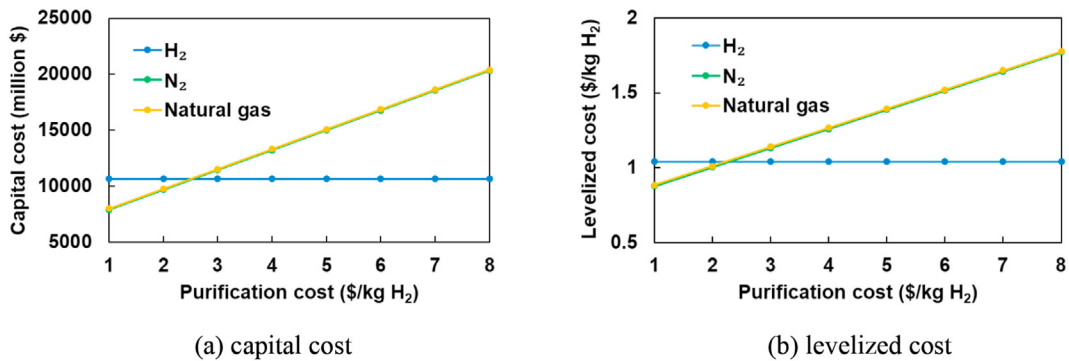 25000
20000
15000
10000
5000
Capital cost (million $)
H₂
N₂
Natural gas
1 2 3 4 5 6 7 8
Purification cost ($/kg H₂)
(a) capital cost
2
1.5
1
0.5
Levelized cost ($/kg H₂)
H₂
N₂
Natural gas
1 2 3 4 5 6 7 8
Purification cost ($/kg H₂)
(b) levelized cost